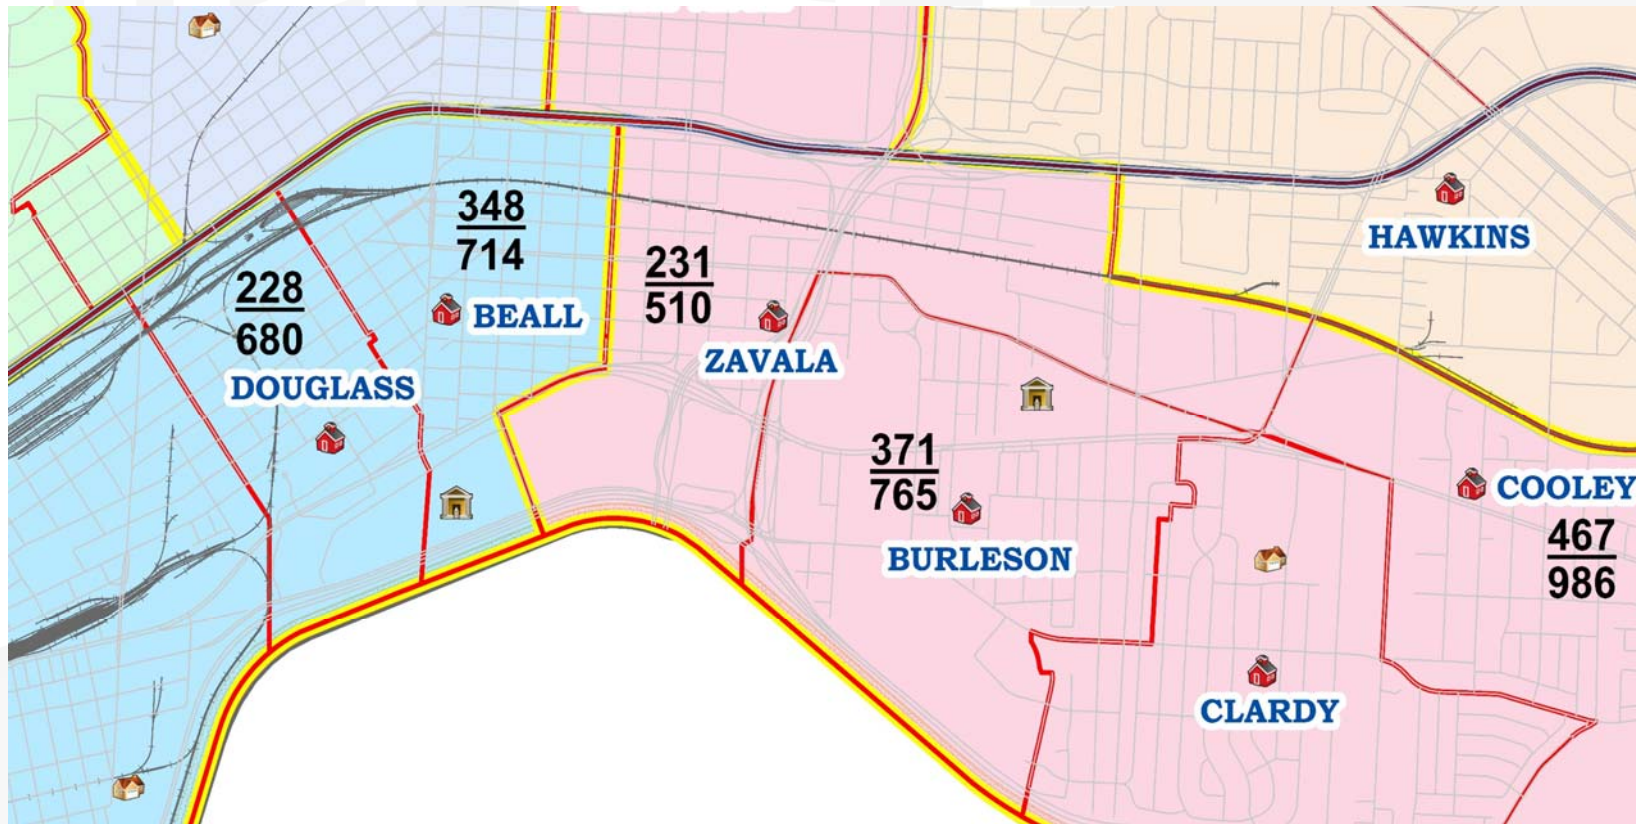 348
714
BEALL
228
680
DOUGLASS
231
510
ZAVALA
371
765
BURLESON
HAWKINS
COOLEY
467
986
CLARDY